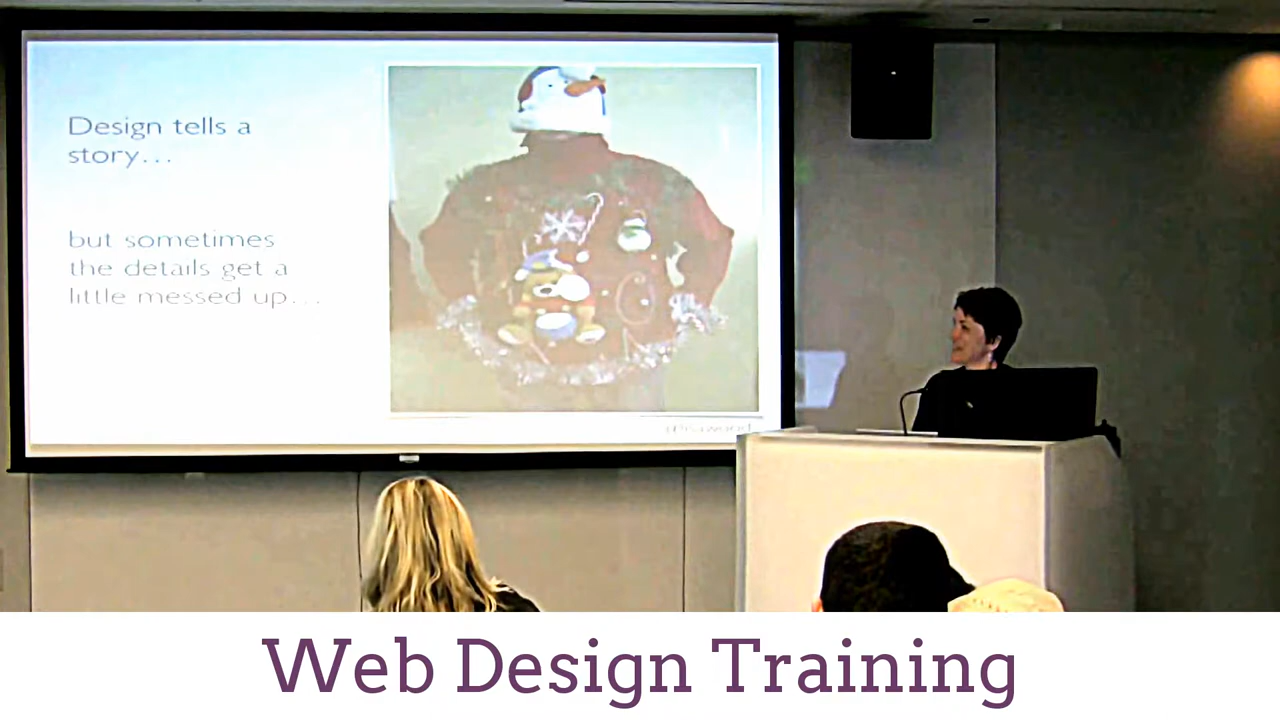 Design tells a
story...
but sometimes
the details get a
little messed up...
Web Design Training